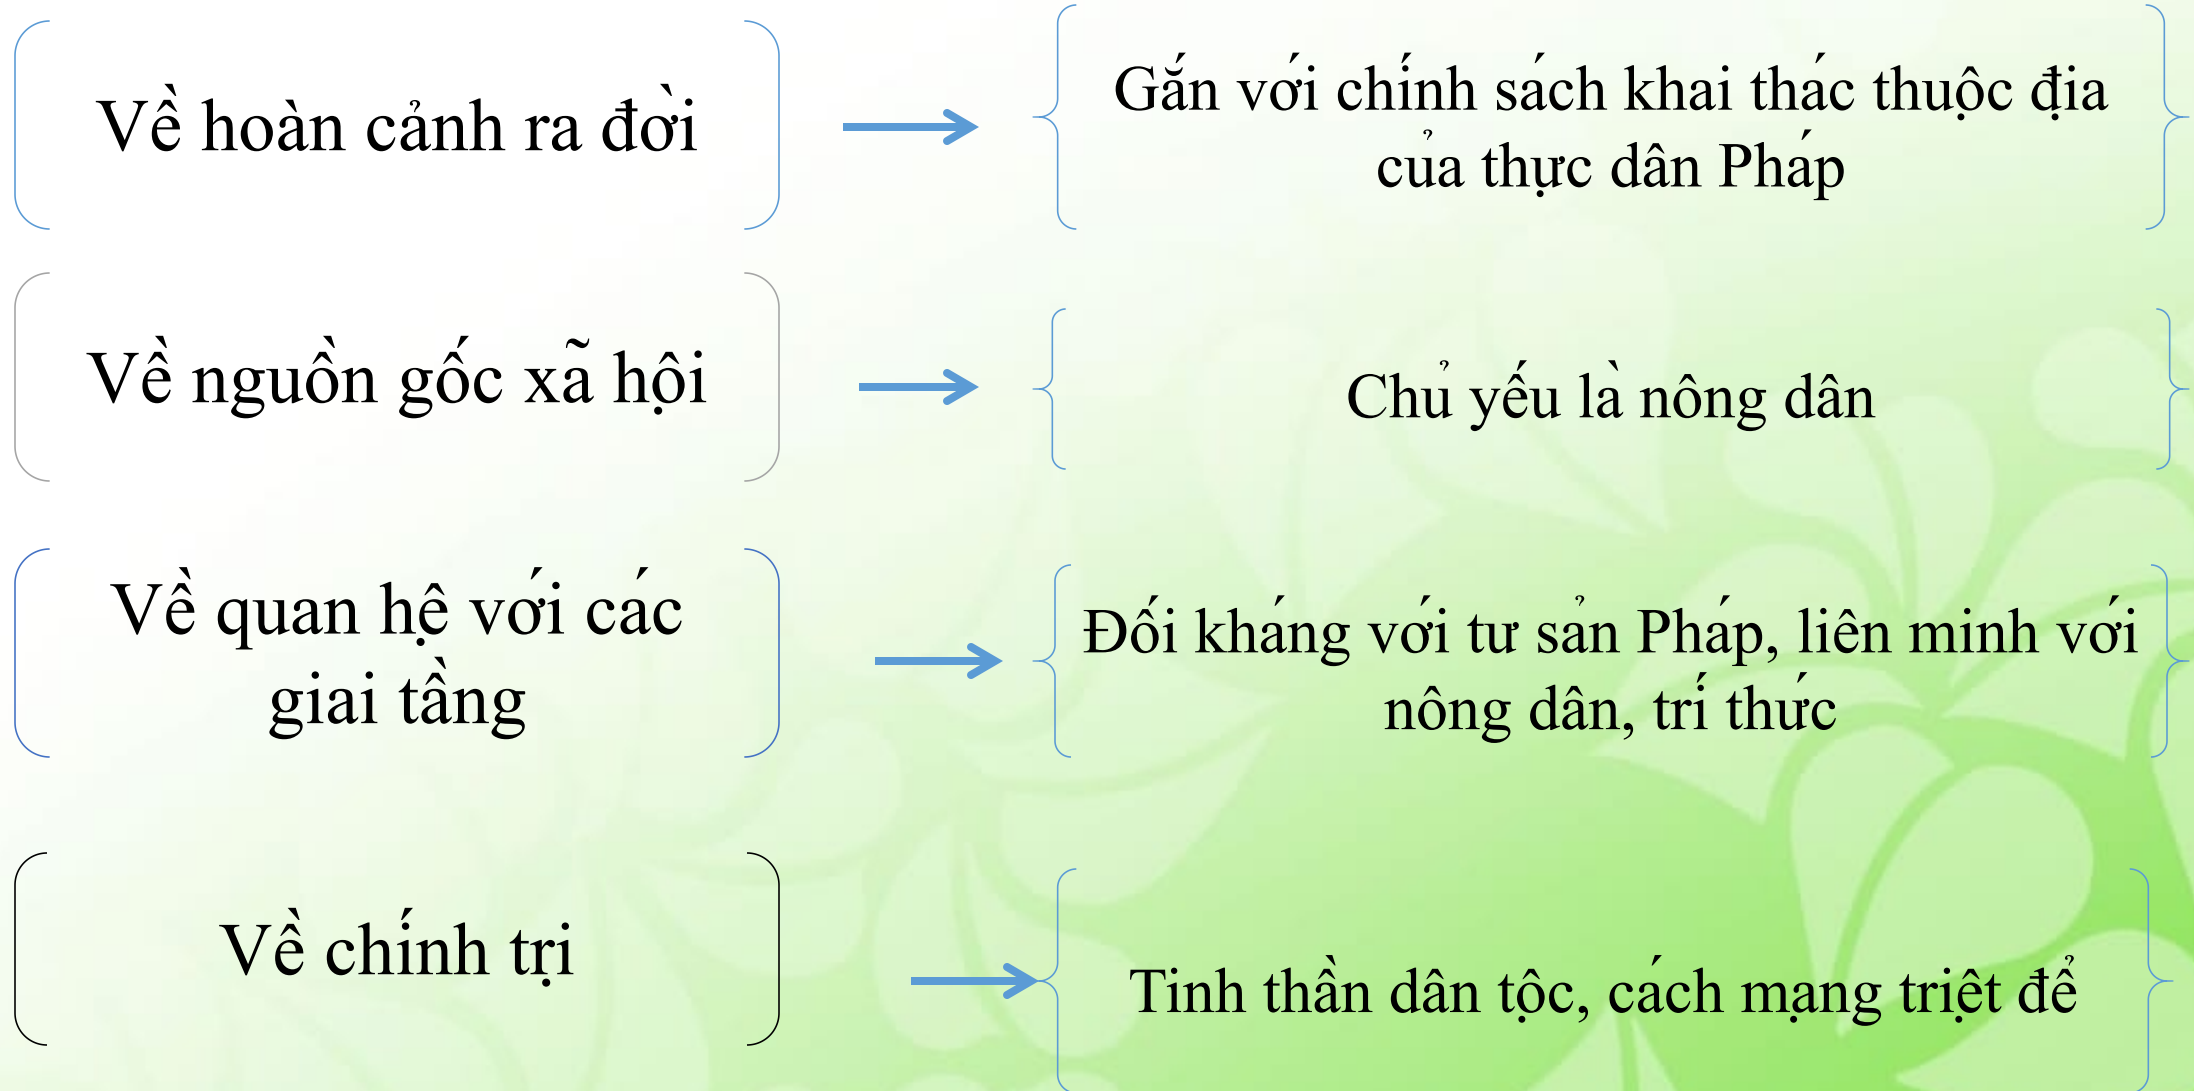 Về hoàn cảnh ra đời
Gắn với chính sách khai thác thuộc địa
của thực dân Pháp
Về nguồn gốc xã hội
Chủ yếu là nông dân
Về quan hệ với các
giai tầng
Đối kháng với tư sản Pháp, liên minh với
nông dân, trí thức
Về chính trị
Tinh thần dân tộc, cách mạng triệt để